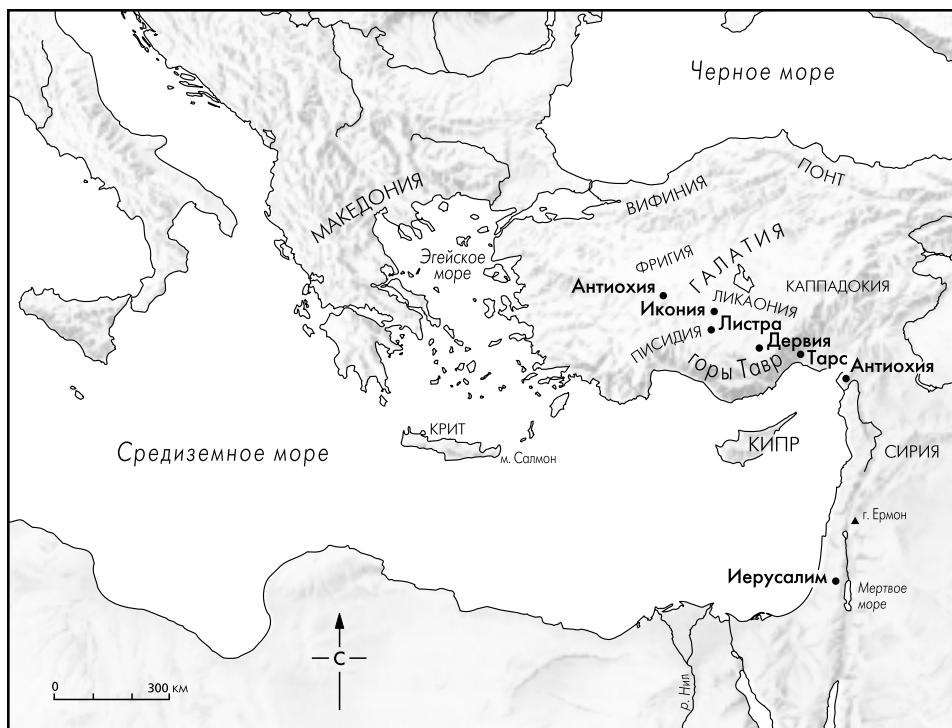 Черное море
ПОНТ
ВИФИНИЯ
МАКЕДОНИЯ
Эгейское
море
ФРИГИЯ
ГАЛАТИЯ
Антиохия
КАППАДОКИЯ
ЛИКАОНИЯ
Икония
Листра
ПИСИДИЯ
Дервия
горы Тавр
Тарс
Антиохия
КРИТ
м. Салмон
КИПР
СИРИЯ
Средиземное море
г. Ермон
Иерусалим
Мертвое
море
С
0 300 км
р. Нил